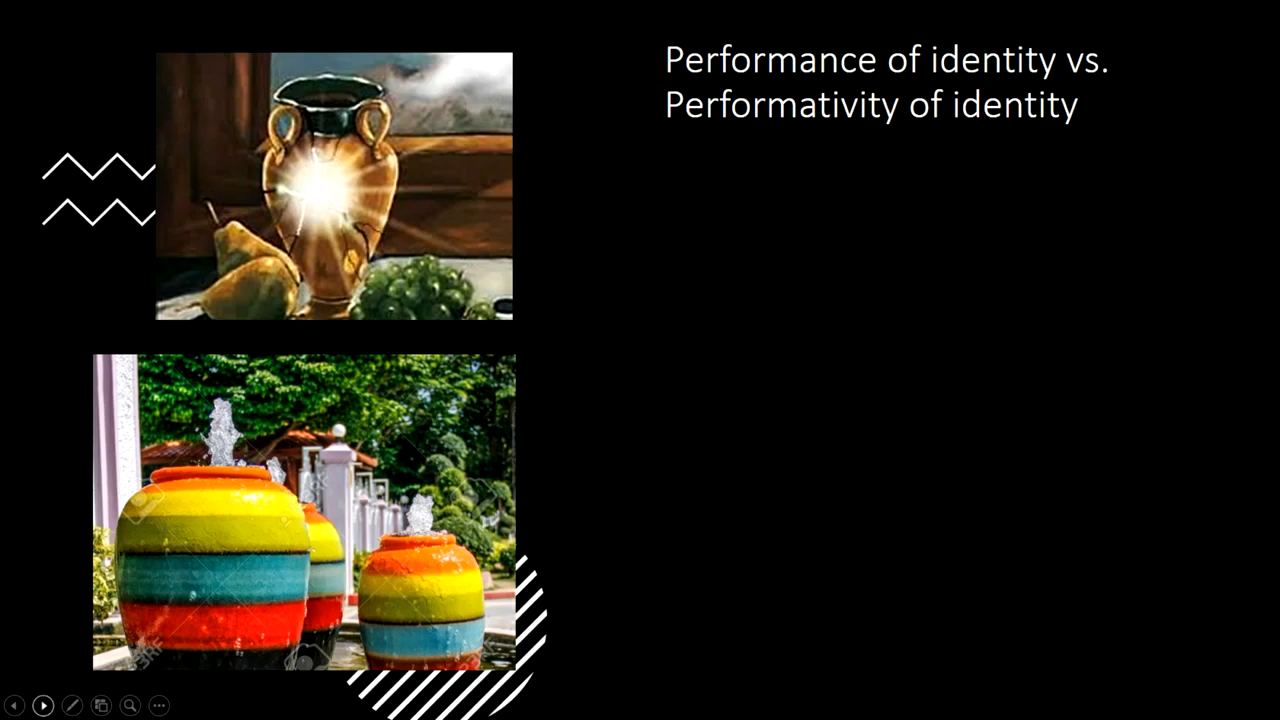 Performance of identity vs.
Performativity of identity